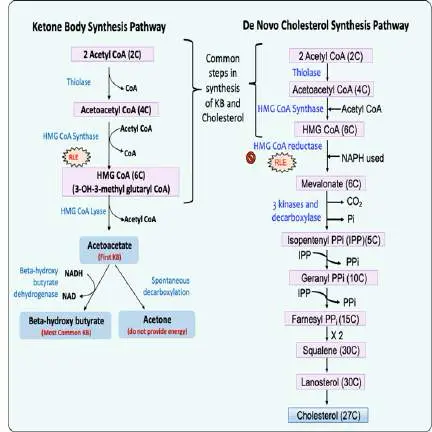 Ketone Body Synthesis Pathway
2 Acetyl CoA (2C)
Thiolase
CoA
Acetoacetyl CoA (4C)
HMG CoA Synthase
Acetyl CoA
CoA
RLE
HMG CoA (6C)
(3-OH-3-methyl glutaryl CoA)
HMG CoA Lyase
Acetyl CoA
Acetoacetate
(First KB)
Beta-hydroxy
butyrate
dehydrogenase
NADH
NAD
Spontaneous
decarboxylation
Beta-hydroxy butyrate
(Most Common KB)
Acetone
(do not provide energy)
Common
steps in
synthesis
of KB and
Cholesterol
De Novo Cholesterol Synthesis Pathway
2 Acetyl CoA (2C)
Thiolase
Acetoacetyl CoA (4C)
HMG CoA Synthase
Acetyl CoA
HMG CoA (6C)
HMG CoA reductase
RLE
NAPH used
Mevalonate (6C)
3 kinases and
decarboxylase
CO₂
Pi
Isopentenyl PPi (IPP)(5C)
IPP
PPi
Geranyl PPi (10C)
IPP
PPi
Farnesyl PPi (15C)
X 2
Squalene (30C)
Lanosterol (30C)
Cholesterol (27C)